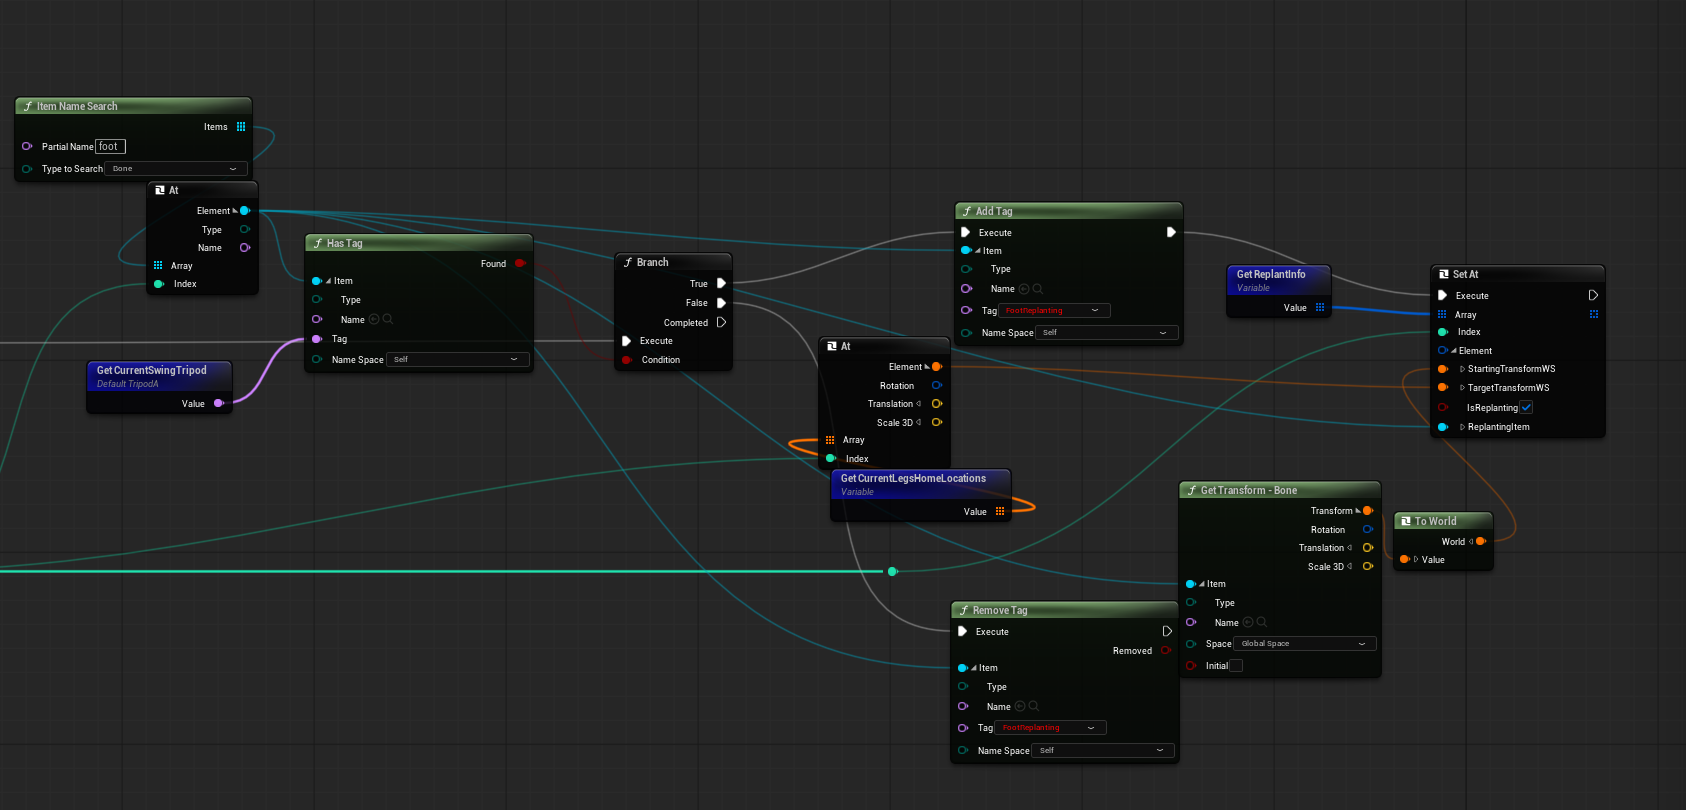 Item Name Search
Items
Partial Name foot
Type to Search Bone
At
Element
Type
Name
Array
Index
Get CurrentSwingTripod
Default TripodA
Value
Has Tag
Found
Item
Type
Name
Tag
Name Space Self
Branch
True
False
Completed
Execute
Condition
At
Element
Rotation
Translation
Scale 3D
Array
Index
Get CurrentLegsHomeLocations
Variable
Value
Add Tag
Execute
Item
Type
Name
Tag FootReplanting
Name Space Self
Remove Tag
Execute
Removed
Item
Type
Name
Tag FootReplanting
Name Space Self
Get ReplantInfo
Variable
Value
Get Transform - Bone
Transform
Rotation
Translation
Scale 3D
Item
Type
Name
Space Global Space
Initial
To World
World
Value
Set At
Execute
Array
Index
Element
StartingTransformWS
TargetTransformWS
IsReplanting
ReplantingItem